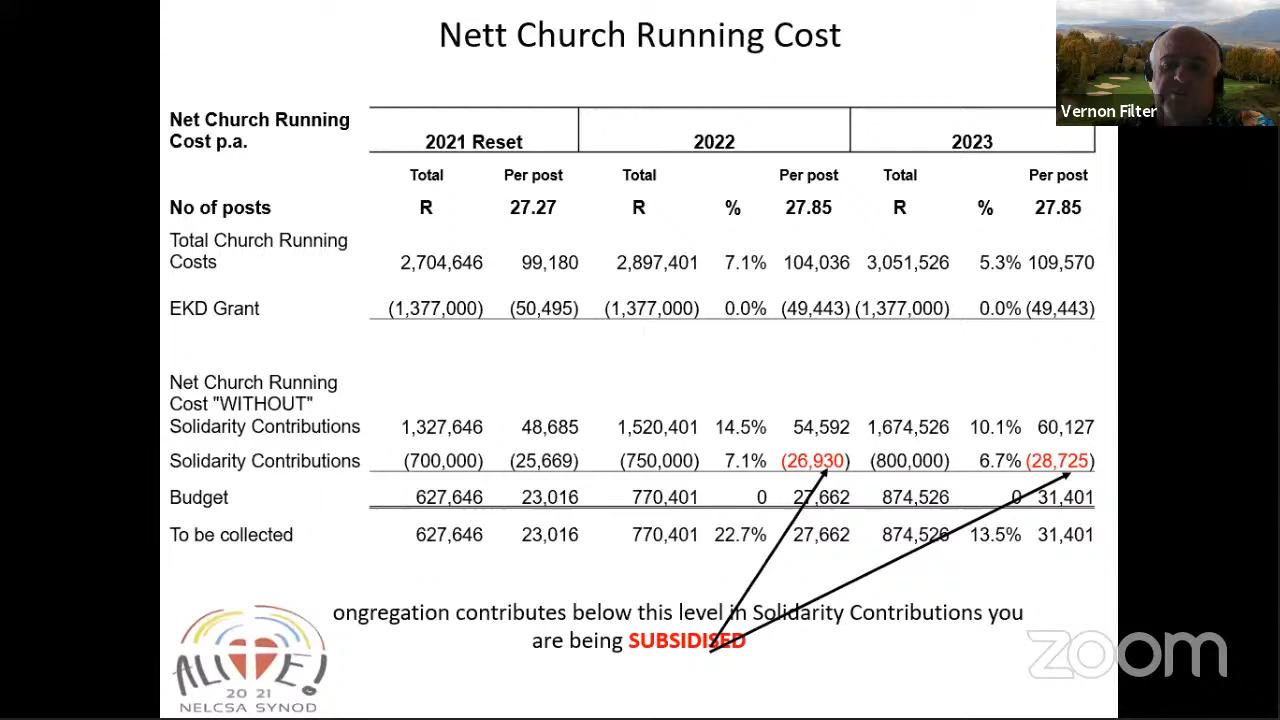 Nett Church Running Cost
Vernon Filter
Net Church Running
Cost p.a.
2021 Reset 2022 2023
Total Per post Total Per post Total Per post
No of posts R 27.27 R % 27.85 R % 27.85
Total Church Running
Costs 2,704,646 99,180 2,897,401 7.1% 104,036 3,051,526 5.3% 109,570
EKD Grant (1,377,000) (50,495) (1,377,000) 0.0% (49,443) (1,377,000) 0.0% (49,443)
Net Church Running
Cost "WITHOUT"
Solidarity Contributions 1,327,646 48,685 1,520,401 14.5% 54,592 1,674,526 10.1% 60,127
Solidarity Contributions (700,000) (25,669) (750,000) 7.1% (26,930) (800,000) 6.7% (28,725)
Budget 627,646 23,016 770,401 0 27,662 874,526 0 31,401
To be collected 627,646 23,016 770,401 22.7% 27,662 874,526 13.5% 31,401
ongregation contributes below this level in Solidarity Contributions you
are being SUBSIDISED
ALIVE!
20 21
NELCSA SYNOD
zoom